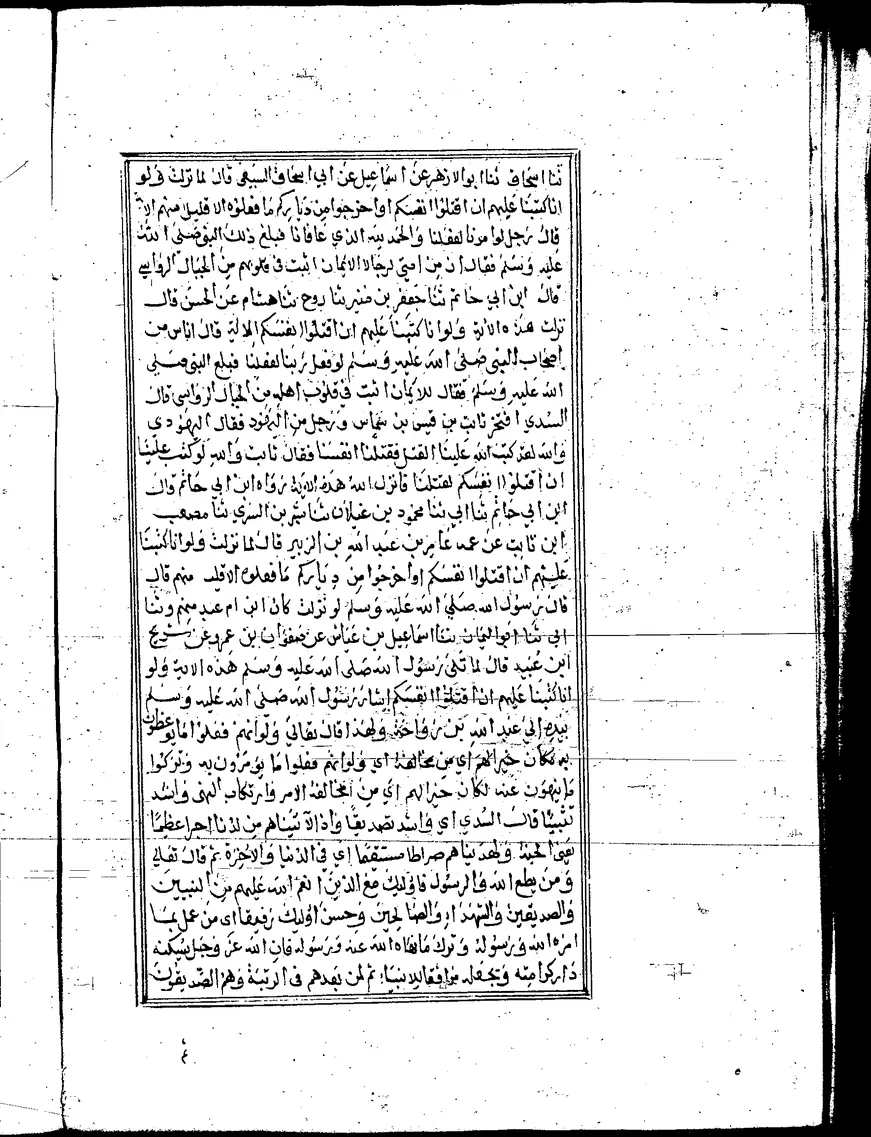 ثنا اسحاق ثنا ابو الازهر عن اسماعيل عن ابي اسحاق السبيعي قال لما نزلت ولو
انا كتبنا عليهم ان اقتلوا انفسكم او اخرجوا من دياركم ما فعلوه الا قليل منهم الاية
قال رجل لو امرنا لفعلنا والحمد لله الذي عافانا فبلغ ذلك النبي صلى الله
عليه وسلم فقال ان من امتي لرجالا الايمان اثبت في قلوبهم من الجبال الرواسي
قال ابن ابي حاتم ثنا جعفر بن منير ثنا روح ثنا هشام عن الحسن قال
نزلت هذه الاية ولو انا كتبنا عليهم ان اقتلوا انفسكم الاية قال اناس من
اصحاب النبي صلى الله عليه وسلم لو فعل ربنا لفعلنا فبلغ النبي صلى
الله عليه وسلم فقال للايمان اثبت في قلوب اهله من الجبال الرواسي قال
السدي افتخر ثابت بن قيس بن شماس ورجل من اليهود فقال اليهودي
والله لقد كتب الله علينا القتل فقتلنا انفسنا فقال ثابت والله لو كتب علينا
ان اقتلوا انفسكم لقتلنا فانزل الله هذه الاية رواه ابن ابي حاتم قال
ابن ابي حاتم ثنا ابي ثنا محمود بن غيلان ثنا بشر بن السري ثنا مصعب
ابن ثابت عن عمه عامر بن عبد الله بن الزبير قال لما نزلت ولو انا كتبنا
عليهم ان اقتلوا انفسكم او اخرجوا من دياركم ما فعلوه الا قليل منهم قال
قال رسول الله صلى الله عليه وسلم لو نزلت كان ابن ام عبد منهم وثنا
ابي ثنا ابو اليمان ثنا اسماعيل بن عياش عن صفوان بن عمرو عن شريح
ابن عبيد قال لما تلى رسول الله صلى الله عليه وسلم هذه الاية ولو
انا كتبنا عليهم ان اقتلوا انفسكم اشار رسول الله صلى الله عليه وسلم
بيده الى عبد الله بن رواحة ولهذا قال تعالى ولو انهم فعلوا ما يوعظون
به لكان خيرا لهم اي من مخالفة اي ولو انهم فعلوا ما يؤمرون به وتركوا
ما ينهون عنه لكان خيرا لهم اي من مخالفة الامر وارتكاب النهي واشد
تثبيتا قال السدي اي واشد تصديقا واذا لاتيناهم من لدنا اجرا عظيما
يعني الجنة ولهديناهم صراطا مستقيما اي في الدنيا والاخرة ثم قال تعالى
ومن يطع الله والرسول فاوليك مع الذين انعم الله عليهم من النبيين
والصديقين والشهداء والصالحين وحسن اوليك رفيقا اي من عمل بما
امره الله ورسوله وترك ما نهاه الله عنه ورسوله فان الله عز وجل يسكنه
دار كرامته ويجعله مرافقا للانبياء ثم لمن بعدهم في الرتبة وهم الصديقون